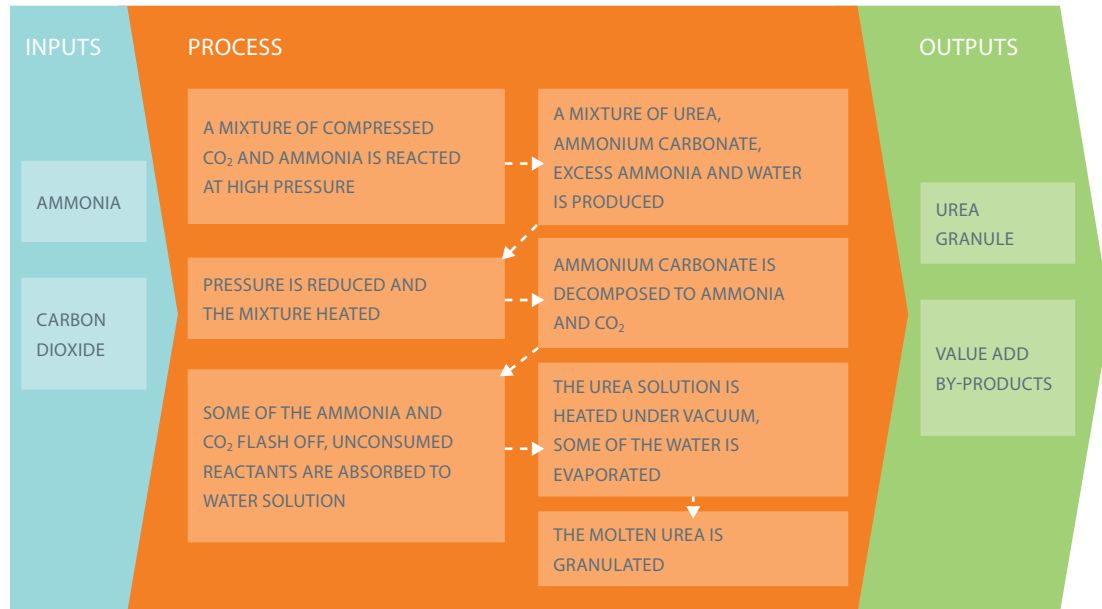 INPUTS
AMMONIA
CARBON
DIOXIDE
PROCESS
A MIXTURE OF COMPRESSED
CO₂ AND AMMONIA IS REACTED
AT HIGH PRESSURE
A MIXTURE OF UREA,
AMMONIUM CARBONATE,
EXCESS AMMONIA AND WATER
IS PRODUCED
PRESSURE IS REDUCED AND
THE MIXTURE HEATED
AMMONIUM CARBONATE IS
DECOMPOSED TO AMMONIA
AND CO₂
SOME OF THE AMMONIA AND
CO₂ FLASH OFF, UNCONSUMED
REACTANTS ARE ABSORBED TO
WATER SOLUTION
THE UREA SOLUTION IS
HEATED UNDER VACUUM,
SOME OF THE WATER IS
EVAPORATED
THE MOLTEN UREA IS
GRANULATED
OUTPUTS
UREA
GRANULE
VALUE ADD
BY-PRODUCTS